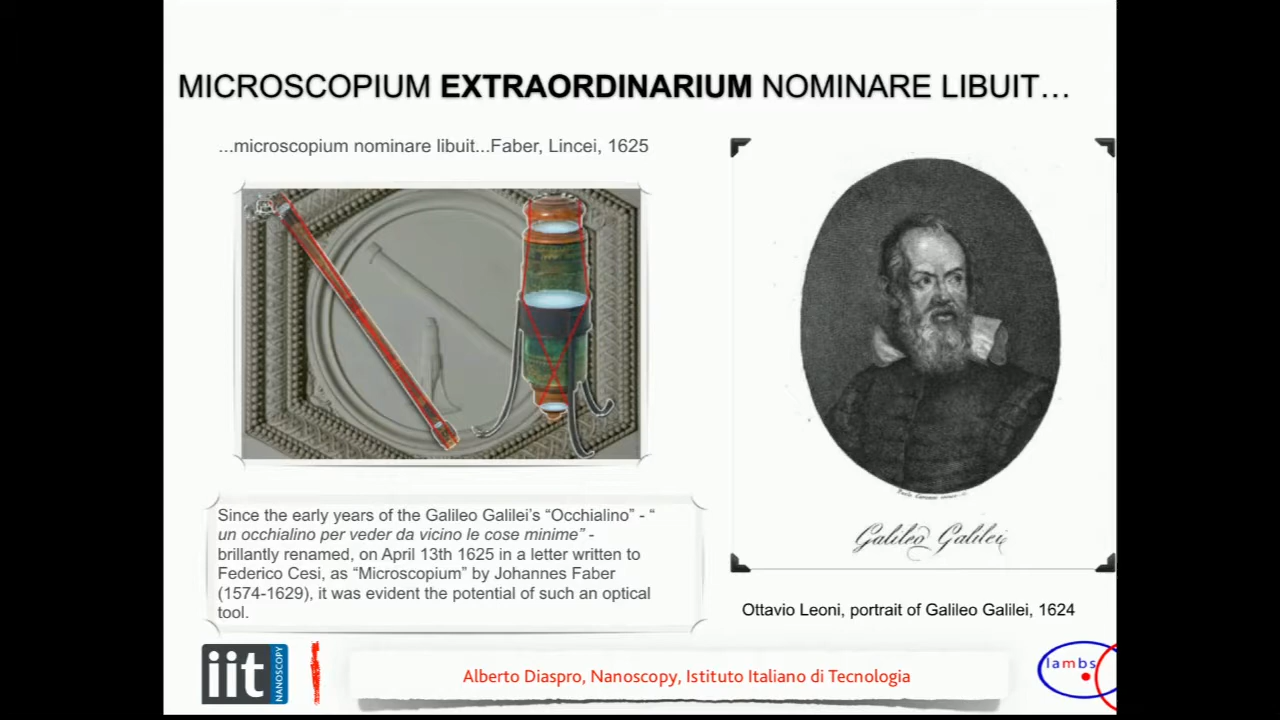 MICROSCOPIUM EXTRAORDINARIUM NOMINARE LIBUIT…
...microscopium nominare libuit...Faber, Lincei, 1625
Since the early years of the Galileo Galilei's “Occhialino” - “
un occhialino per veder da vicino le cose minime” -
brillantly renamed, on April 13th 1625 in a letter written to
Federico Cesi, as “Microscopium” by Johannes Faber
(1574-1629), it was evident the potential of such an optical
tool.
Galileo Galilei
Ottavio Leoni, portrait of Galileo Galilei, 1624
iit
NANOSCOPY
Alberto Diaspro, Nanoscopy, Istituto Italiano di Tecnologia
lambs